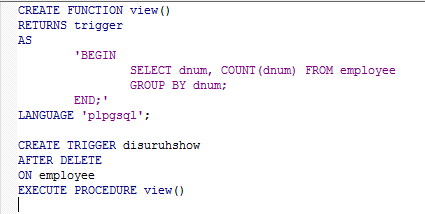 CREATE FUNCTION view()
RETURNS trigger
AS
'BEGIN
SELECT dnum, COUNT(dnum) FROM employee
GROUP BY dnum;
END;'
LANGUAGE 'plpgsql';
CREATE TRIGGER disuruhshow
AFTER DELETE
ON employee
EXECUTE PROCEDURE view()